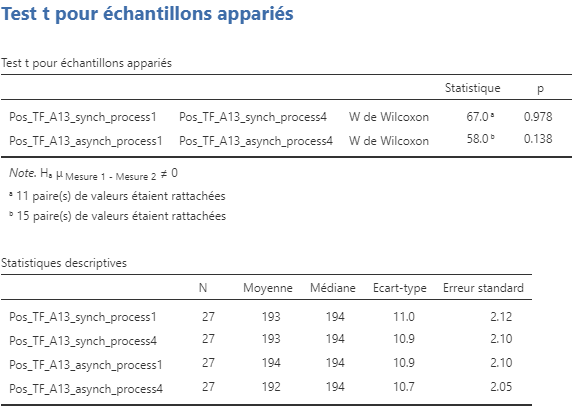 Test t pour échantillons appariés
Test t pour échantillons appariés
Statistique p
Pos_TF_A13_synch_process1 Pos_TF_A13_synch_process4 W de Wilcoxon 67.0 ᵃ 0.978
Pos_TF_A13_asynch_process1 Pos_TF_A13_asynch_process4 W de Wilcoxon 58.0 ᵇ 0.138
Note. Hₐ μ Mesure 1 - Mesure 2 ≠ 0
ᵃ 11 paire(s) de valeurs étaient rattachées
ᵇ 15 paire(s) de valeurs étaient rattachées
Statistiques descriptives
N Moyenne Médiane Ecart-type Erreur standard
Pos_TF_A13_synch_process1 27 193 194 11.0 2.12
Pos_TF_A13_synch_process4 27 193 194 10.9 2.10
Pos_TF_A13_asynch_process1 27 194 194 10.9 2.10
Pos_TF_A13_asynch_process4 27 192 194 10.7 2.05